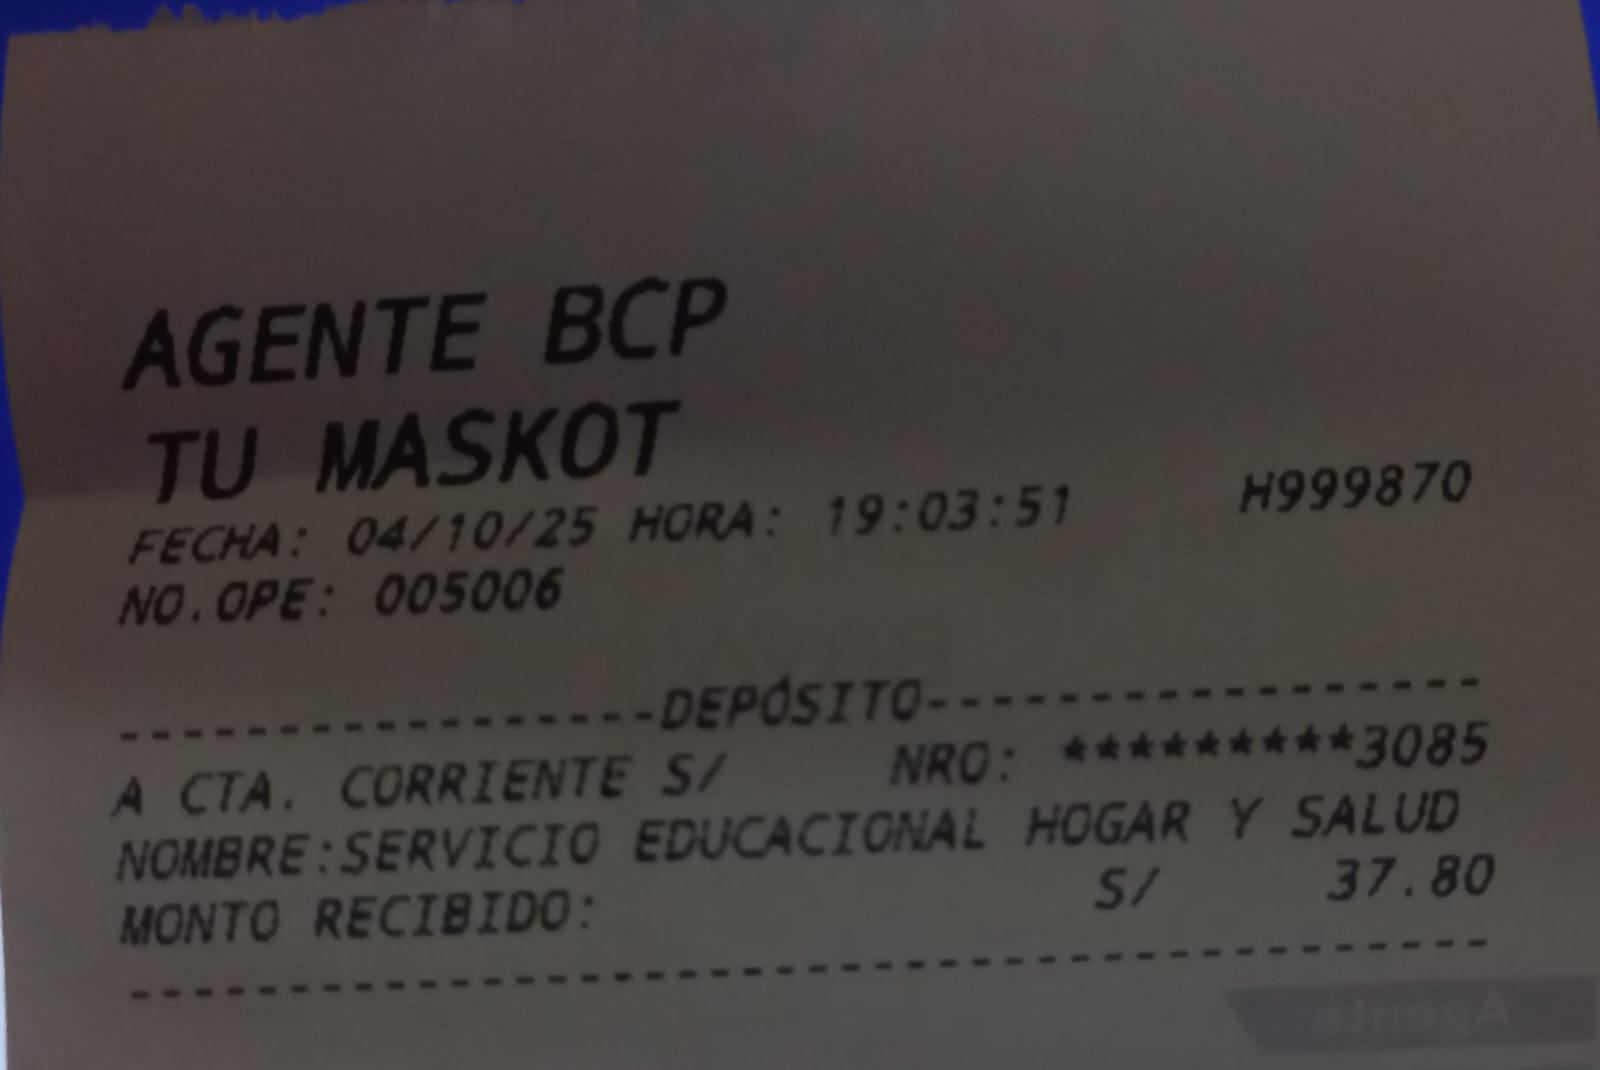 AGENTE BCP
TU MASKOT
FECHA: 04/10/25 HORA: 19:03:51 H999870
NO.OPE: 005006
-----------------DEPÓSITO------------------
A CTA. CORRIENTE S/ NRO: *********3085
NOMBRE:SERVICIO EDUCACIONAL HOGAR Y SALUD
MONTO RECIBIDO: S/ 37.80
-------------------------------------------
Agente